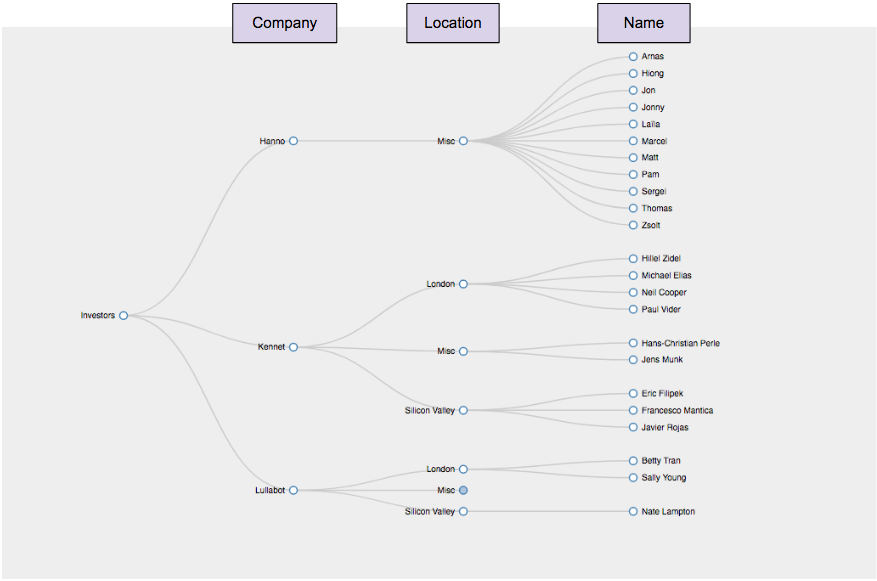 Company
Location
Name
Investors
Hanno
Misc
Arnas
Hiong
Jon
Jonny
Laïla
Marcel
Matt
Pam
Sergei
Thomas
Zsolt
Kennet
London
Hillel Zidel
Michael Elias
Neil Cooper
Paul Vider
Misc
Hans-Christian Perle
Jens Munk
Silicon Valley
Eric Filipek
Francesco Mantica
Javier Rojas
Lullabot
London
Betty Tran
Sally Young
Misc
Silicon Valley
Nate Lampton